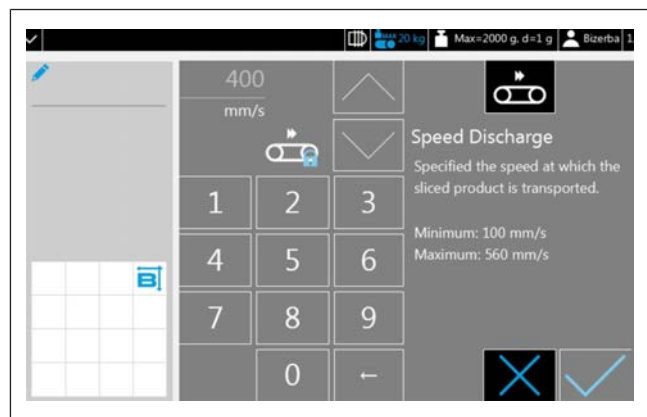 MAX 20 kg Max=2000 g, d=1 g Bizerba 1
400
mm/s
Speed Discharge
Specified the speed at which the
sliced product is transported.
Minimum: 100 mm/s
Maximum: 560 mm/s
1 2 3
4 5 6
7 8 9
0 ←
B